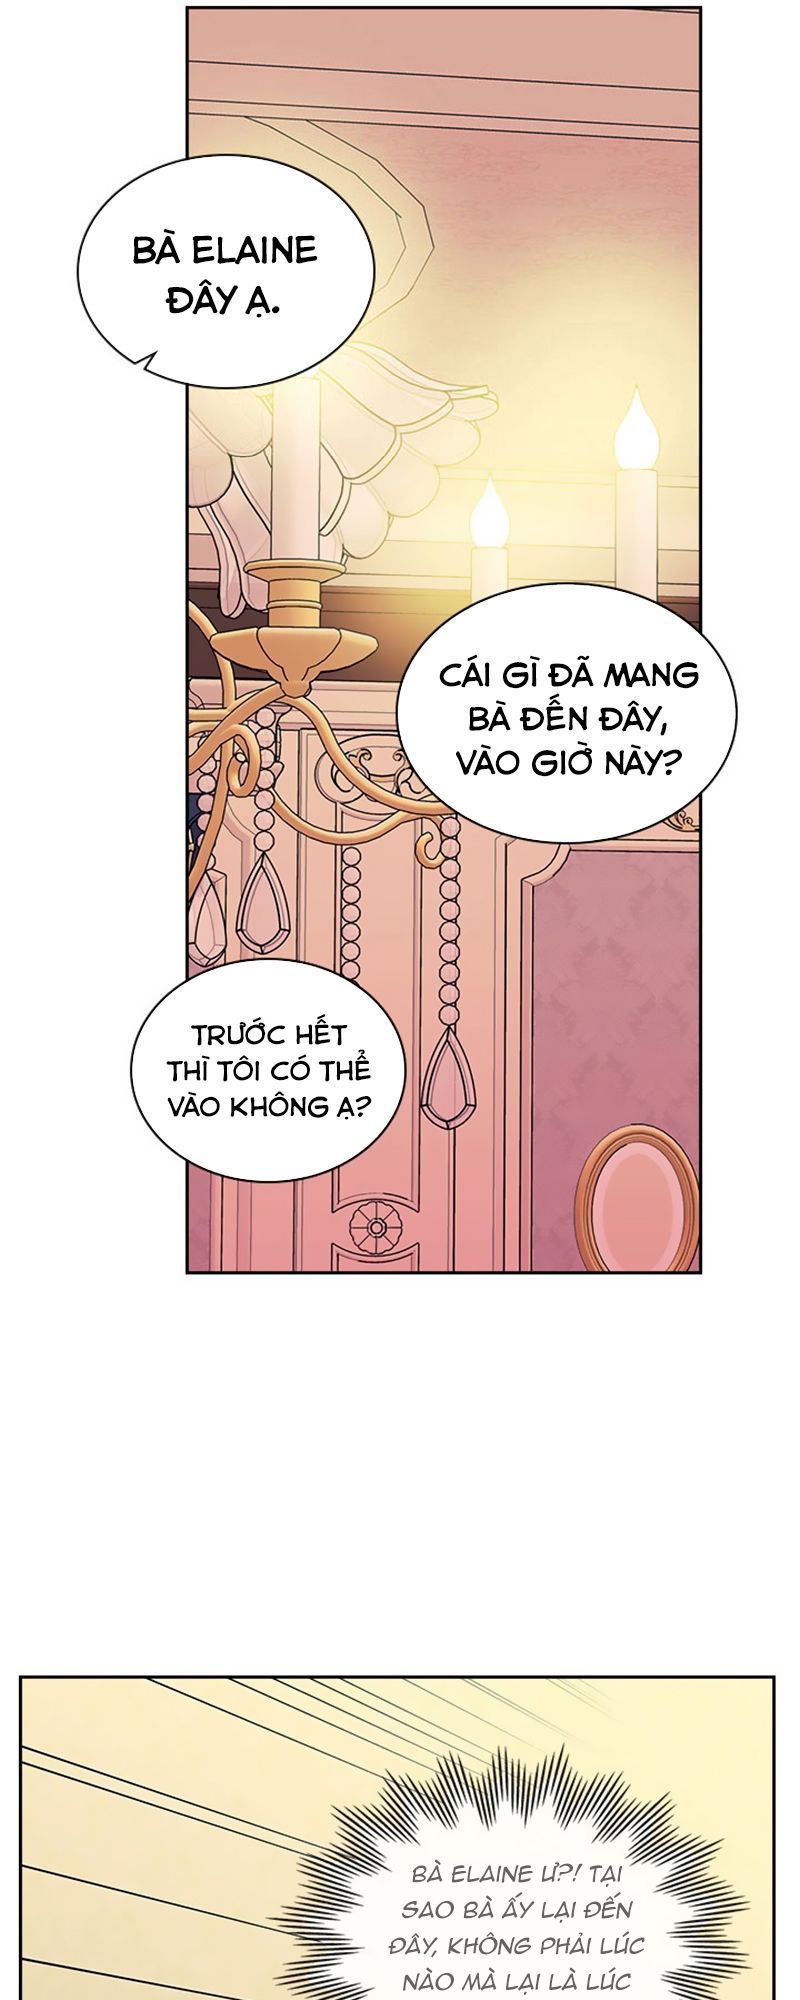 BÀ ELAINE
ĐÂY Ạ.
CÁI GÌ ĐÃ MANG
BÀ ĐẾN ĐÂY,
VÀO GIỜ NÀY?
TRƯỚC HẾT
THÌ TÔI CÓ THỂ
VÀO KHÔNG Ạ?
BÀ ELAINE Ư?! TẠI
SAO BÀ ẤY LẠI ĐẾN
ĐÂY, KHÔNG PHẢI LÚC
NÀO MÀ LẠI LÀ LÚC